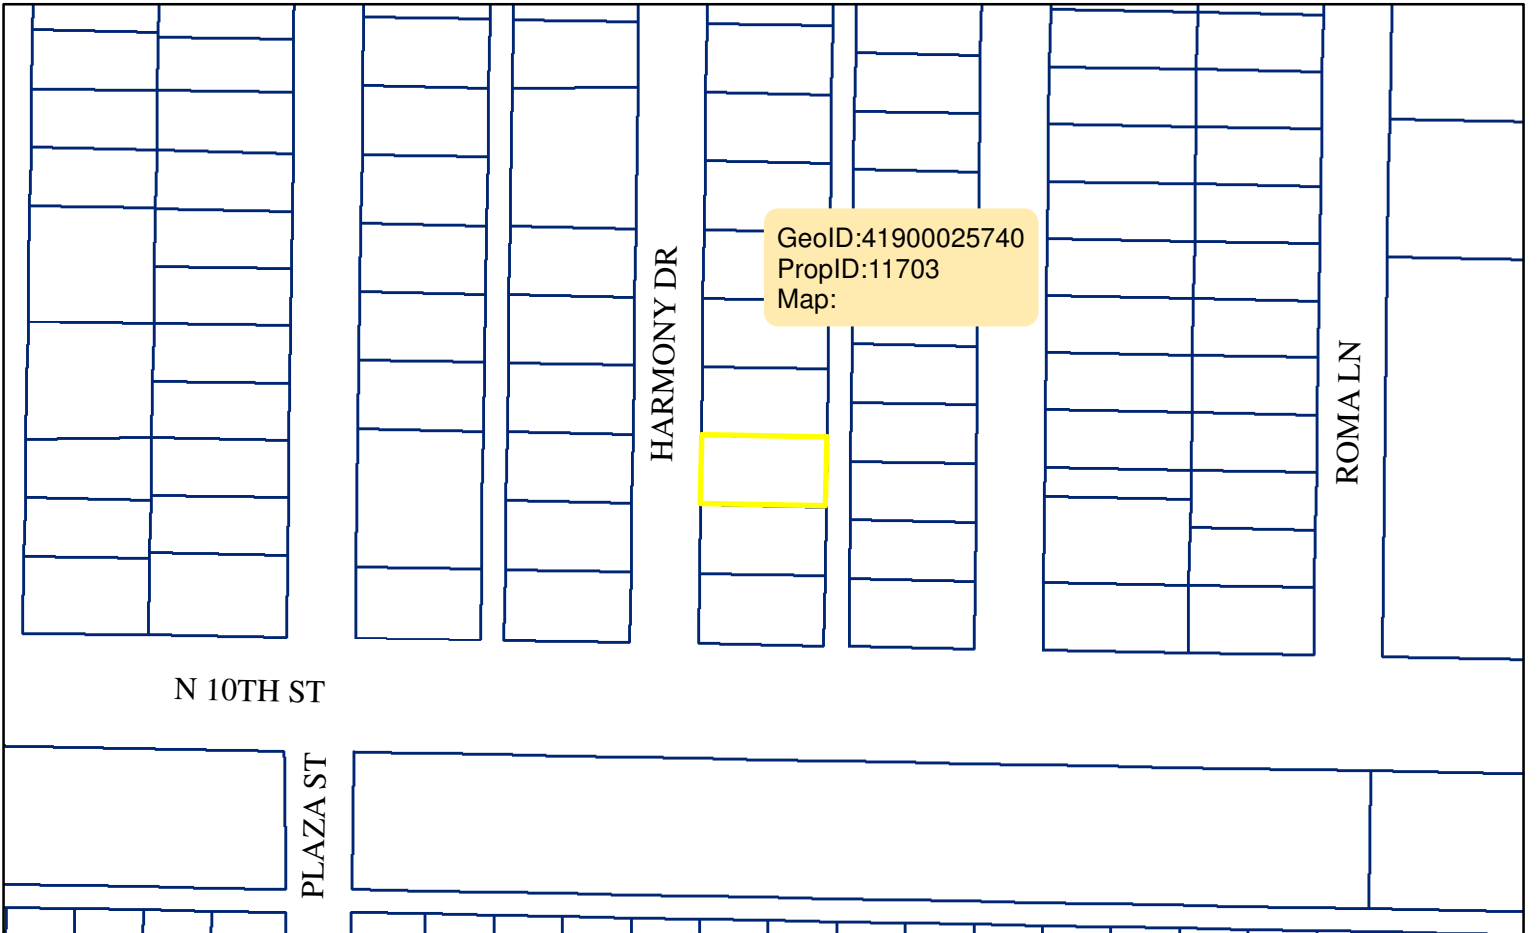 GeoID:41900025740
PropID:11703
Map:
HARMONY DR
ROMA LN
N 10TH ST
PLAZA ST